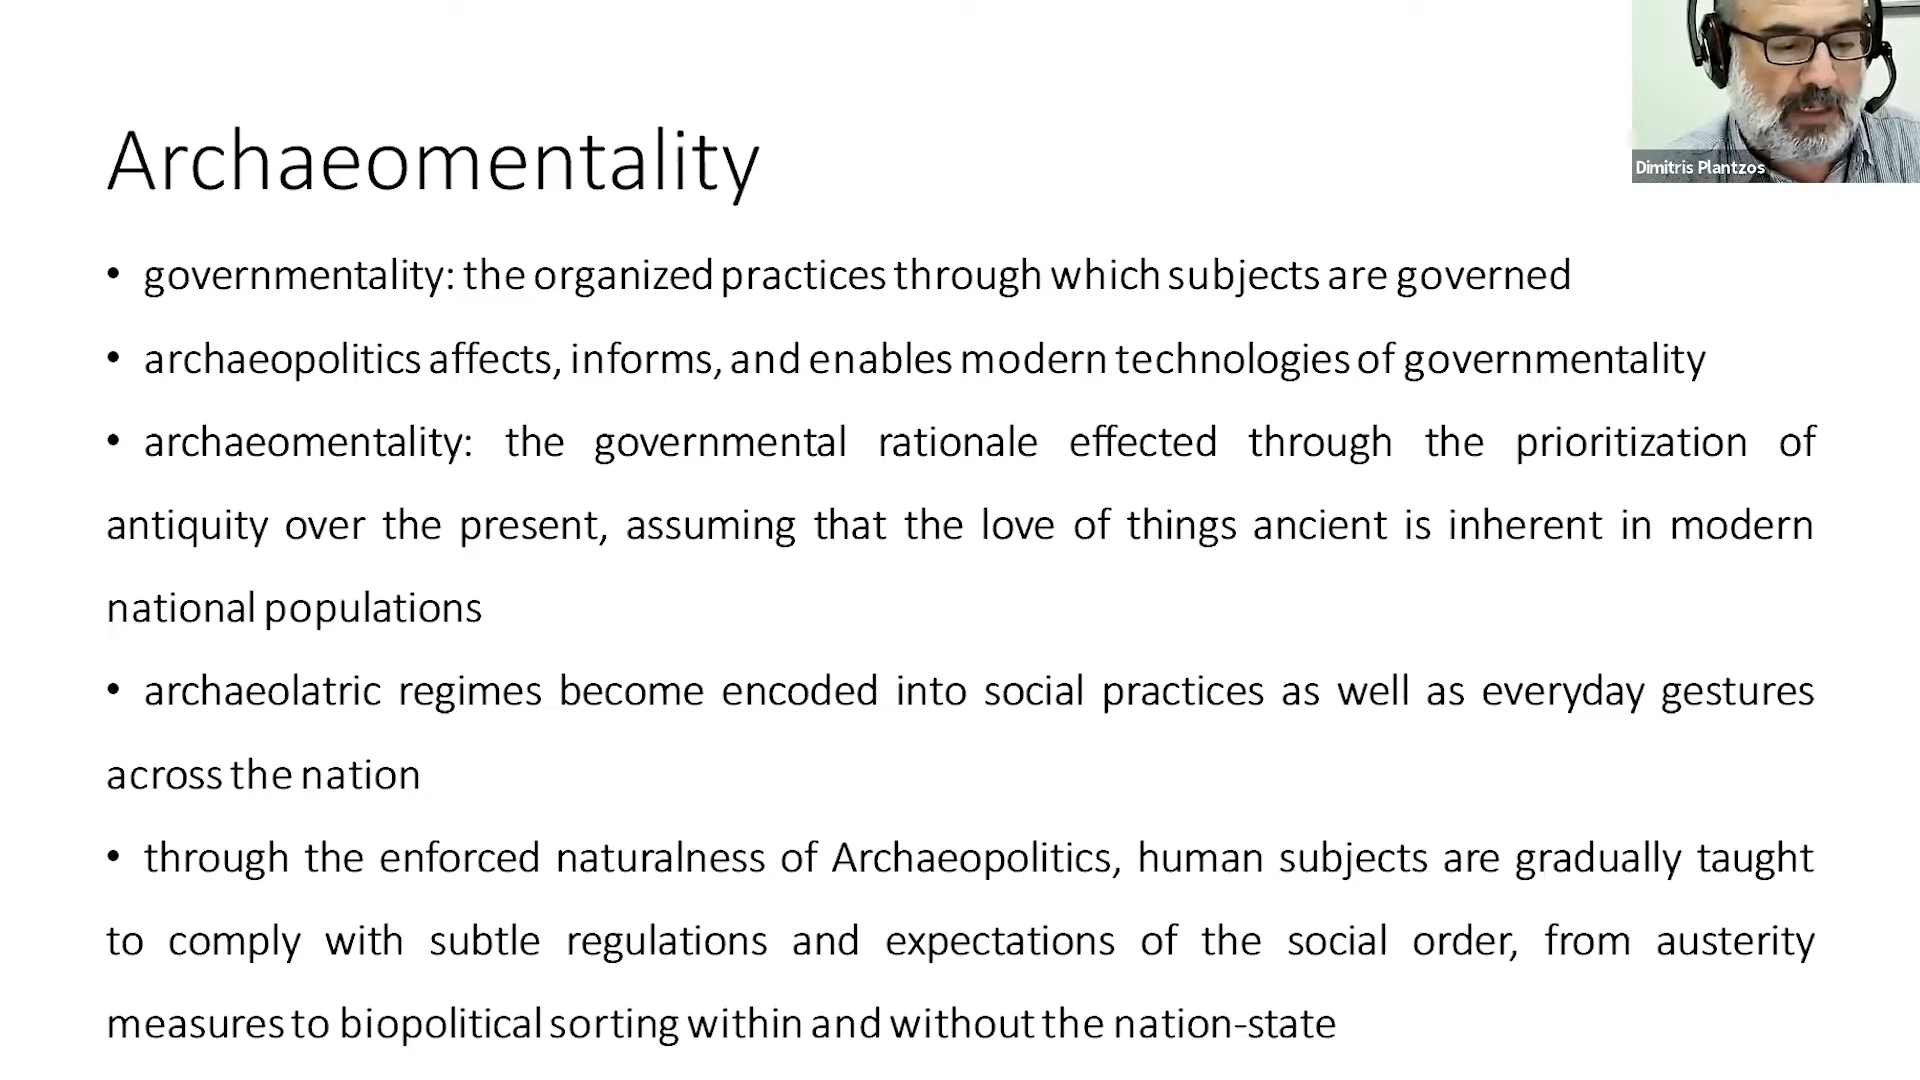 Archaeomentality
Dimitris Plantzos
• governmentality: the organized practices through which subjects are governed
• archaeopolitics affects, informs, and enables modern technologies of governmentality
• archaeomentality: the governmental rationale effected through the prioritization of
antiquity over the present, assuming that the love of things ancient is inherent in modern
national populations
• archaeolatric regimes become encoded into social practices as well as everyday gestures
across the nation
• through the enforced naturalness of Archaeopolitics, human subjects are gradually taught
to comply with subtle regulations and expectations of the social order, from austerity
measures to biopolitical sorting within and without the nation-state